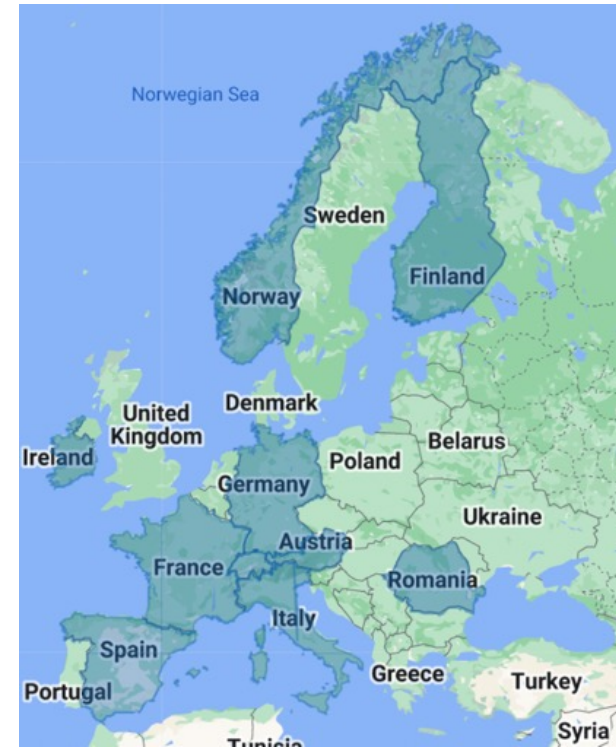 Norwegian Sea
Sweden
Finland
Norway
Denmark
United
Kingdom
Ireland
Belarus
Poland
Germany
Ukraine
Austria
France
Romania
Italy
Spain
Greece
Turkey
Portugal
Syria
Tunisia